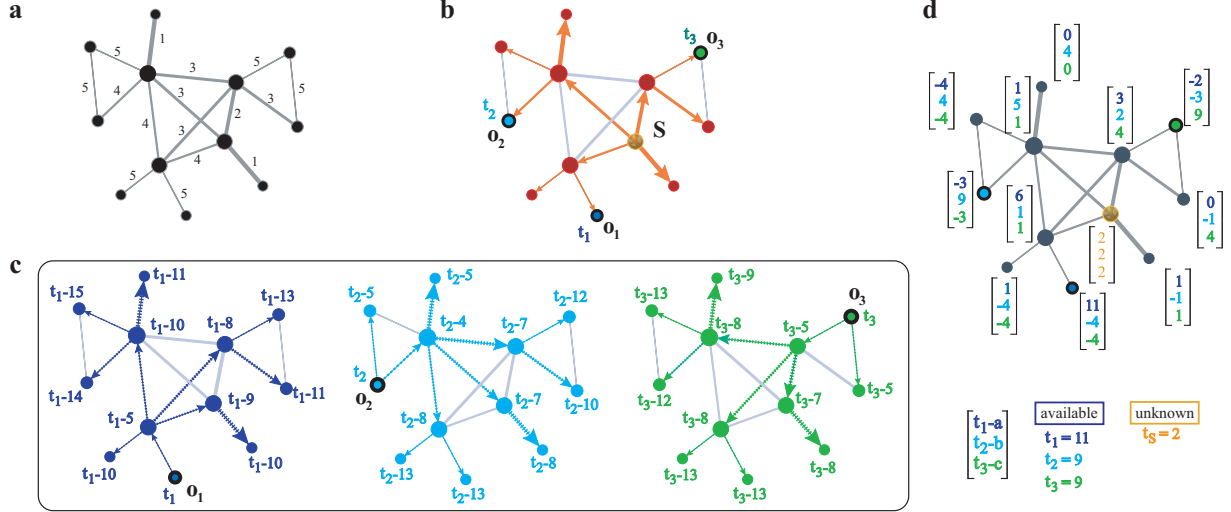 a
1
5
3
5
5
4
3
5
3
2
4
3
4
1
5
5
b
t3
O3
t2
O2
S
t1
O1
c
t1-11
t1-15
t1-13
t1-10
t1-8
t1-14
t1-11
t1-9
t1-5
t1-10
t1-10
t1
O1
t2-5
t2-5
t2-12
t2-4
t2-7
t2
O2
t2-10
t2-7
t2-8
t2-8
t2-13
t2-13
t3-9
t3-13
O3
t3
t3-8
t3-5
t3-12
t3-5
t3-7
t3-8
t3-8
t3-13
t3-13
d
0
4
0
-4
4
-4
1
5
1
3
2
4
-2
-3
9
-3
9
-3
6
1
1
2
2
2
0
-1
4
1
-4
-4
11
-4
-4
1
-1
1
t1-a
t2-b
t3-c
available
t1 = 11
t2 = 9
t3 = 9
unknown
tS = 2